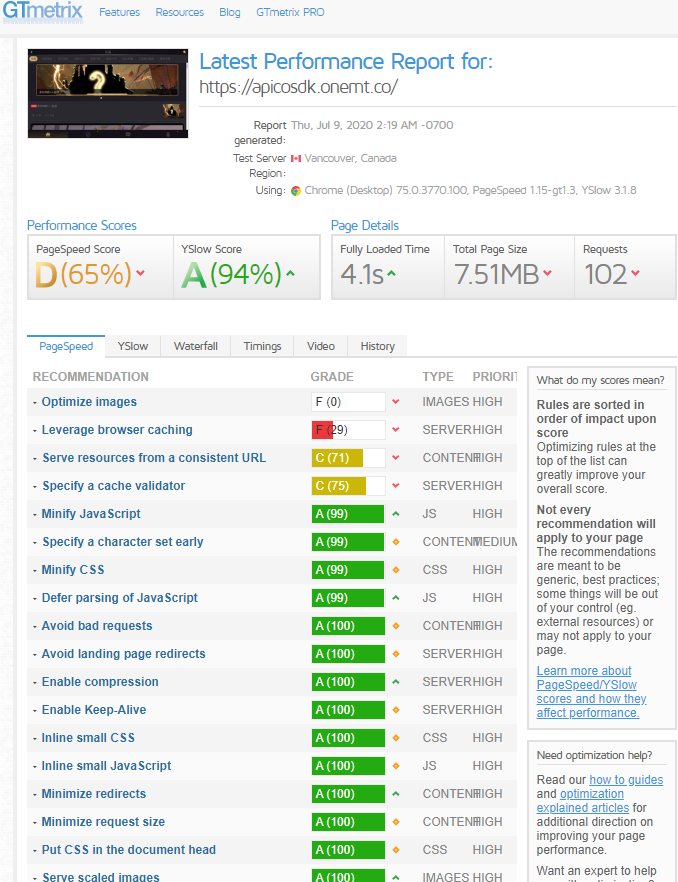 GTmetrix Features Resources Blog GTmetrix PRO
Latest Performance Report for:
https://apicosdk.onemt.co/
Report generated: Thu, Jul 9, 2020 2:19 AM -0700
Test Server Region: Vancouver, Canada
Using: Chrome (Desktop) 75.0.3770.100, PageSpeed 1.15-gt1.3, YSlow 3.1.8
Performance Scores
PageSpeed Score YSlow Score
D (65%) A (94%)
Page Details
Fully Loaded Time Total Page Size Requests
4.1s 7.51MB 102
PageSpeed YSlow Waterfall Timings Video History
RECOMMENDATION GRADE TYPE PRIORIT
- Optimize images F (0) IMAGES HIGH
- Leverage browser caching F (29) SERVER HIGH
- Serve resources from a consistent URL C (71) CONTENT HIGH
- Specify a cache validator C (75) SERVER HIGH
- Minify JavaScript A (99) JS HIGH
- Specify a character set early A (99) CONTENT MEDIUM
- Minify CSS A (99) CSS HIGH
- Defer parsing of JavaScript A (99) JS HIGH
- Avoid bad requests A (100) CONTENT HIGH
- Avoid landing page redirects A (100) SERVER HIGH
- Enable compression A (100) SERVER HIGH
- Enable Keep-Alive A (100) SERVER HIGH
- Inline small CSS A (100) CSS HIGH
- Inline small JavaScript A (100) JS HIGH
- Minimize redirects A (100) CONTENT HIGH
- Minimize request size A (100) CONTENT HIGH
- Put CSS in the document head A (100) CSS HIGH
- Serve scaled images A (100) IMAGES HIGH
What do my scores mean?
Rules are sorted in
order of impact upon
score
Optimizing rules at the
top of the list can
greatly improve your
overall score.
Not every
recommendation will
apply to your page
The recommendations
are meant to be
generic, best practices;
some things will be out
of your control (eg.
external resources) or
may not apply to your
page.
Learn more about
PageSpeed/YSlow
scores and how they
affect performance.
Need optimization help?
Read our how to guides
and optimization
explained articles for
additional direction on
improving your page
performance.
Want an expert to help